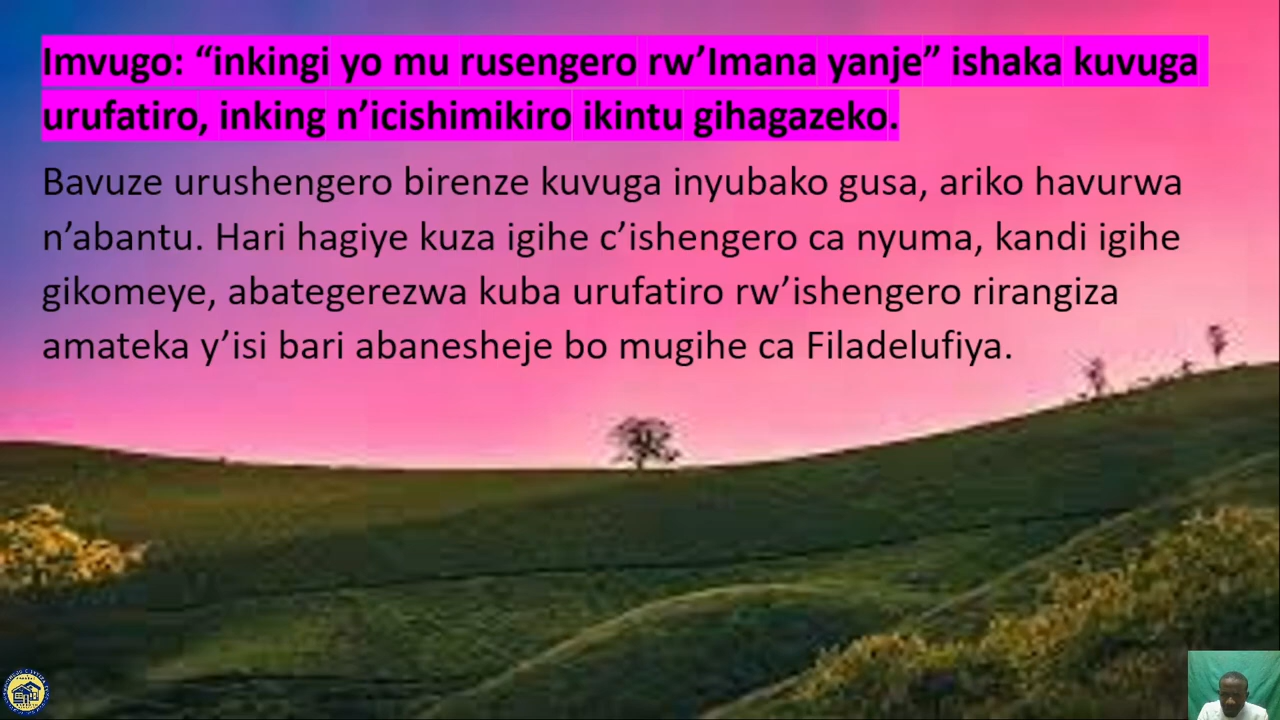 Imvugo: “inkingi yo mu rusengero rw’Imana yanje” ishaka kuvuga
urufatiro, inking n’icishimikiro ikintu gihagazeko.
Bavuze urushengero birenze kuvuga inyubako gusa, ariko havurwa
n’abantu. Hari hagiye kuza igihe c’ishengero ca nyuma, kandi igihe
gikomeye, abategerezwa kuba urufatiro rw’ishengero rirangiza
amateka y’isi bari abanesheje bo mugihe ca Filadelufiya.